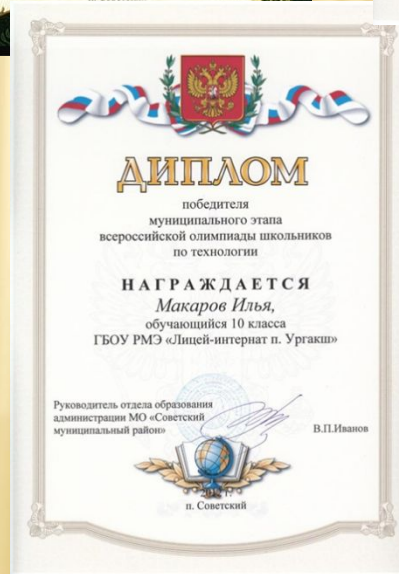 ДИПЛОМ
победителя
муниципального этапа
всероссийской олимпиады школьников
по технологии
НАГРАЖДАЕТСЯ
Макаров Илья,
обучающийся 10 класса
ГБОУ РМЭ «Лицей-интернат п. Ургакш»
Руководитель отдела образования
администрации МО «Советский
муниципальный район»
В.П.Иванов
п. Советский